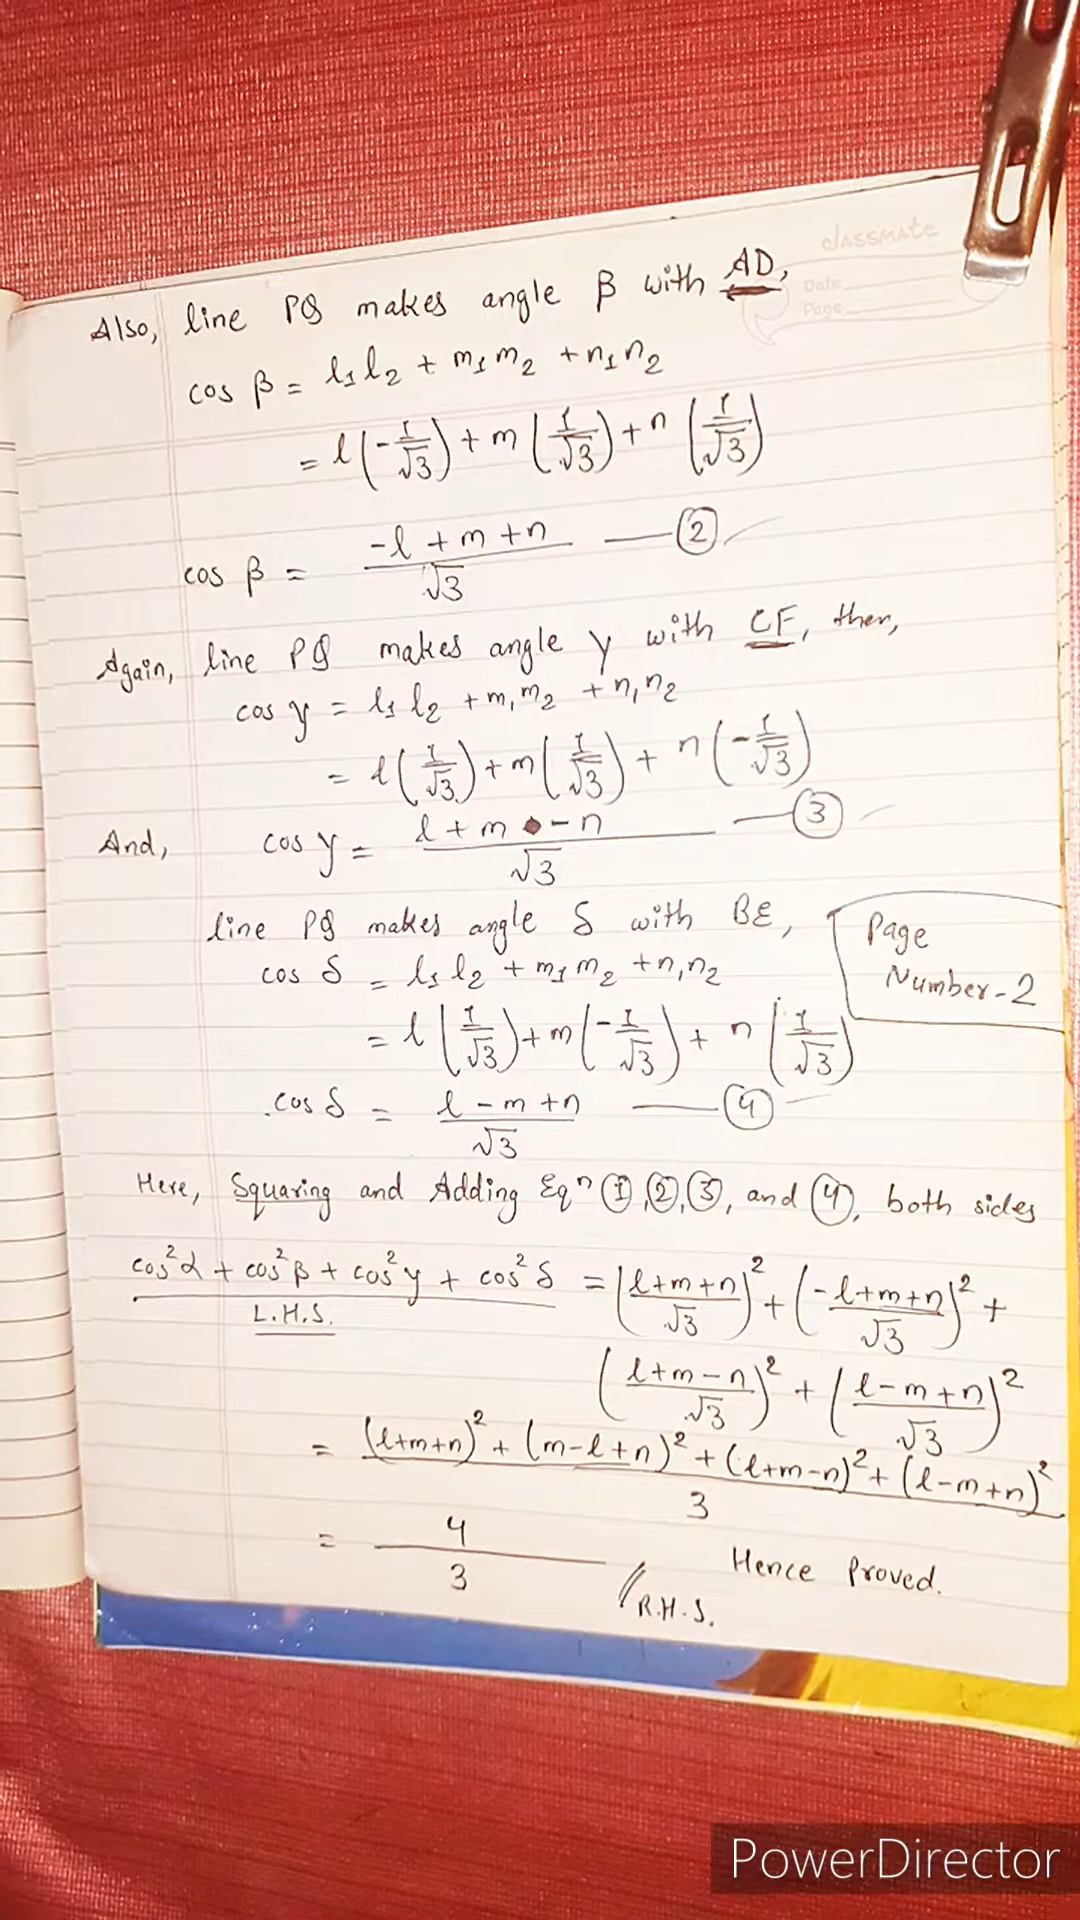 classmate
Date
Page
Also, line PQ makes angle β with AD,
cos β = l₁l₂ + m₁m₂ + n₁n₂
= l(-1/√3) + m(1/√3) + n(1/√3)
cos β = (-l + m + n)/√3 — ②
Again, line PQ makes angle γ with CF, then,
cos γ = l₁l₂ + m₁m₂ + n₁n₂
= l(1/√3) + m(1/√3) + n(-1/√3)
And, cos γ = (l + m - n)/√3 — ③
line PQ makes angle δ with BE,
Page
Number-2
cos δ = l₁l₂ + m₁m₂ + n₁n₂
= l(1/√3) + m(-1/√3) + n(1/√3)
cos δ = (l - m + n)/√3 — ④
Here, Squaring and Adding Eqⁿ ①,②,③, and ④, both sides
cos²α + cos²β + cos²γ + cos²δ = ((l+m+n)/√3)² + ((-l+m+n)/√3)² +
L.H.S.
((l+m-n)/√3)² + ((l-m+n)/√3)²
= ((l+m+n)² + (m-l+n)² + (l+m-n)² + (l-m+n)²)/3
= 4/3 // R.H.S. Hence Proved.
PowerDirector